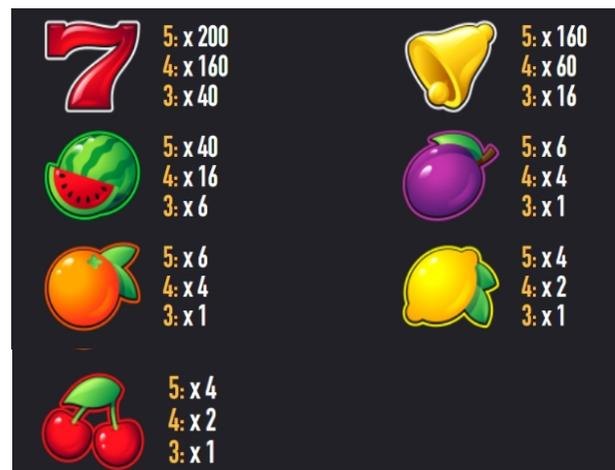 5: x 200
4: x 160
3: x 40
5: x 160
4: x 60
3: x 16
5: x 40
4: x 16
3: x 6
5: x 6
4: x 4
3: x 1
5: x 6
4: x 4
3: x 1
5: x 4
4: x 2
3: x 1
5: x 4
4: x 2
3: x 1